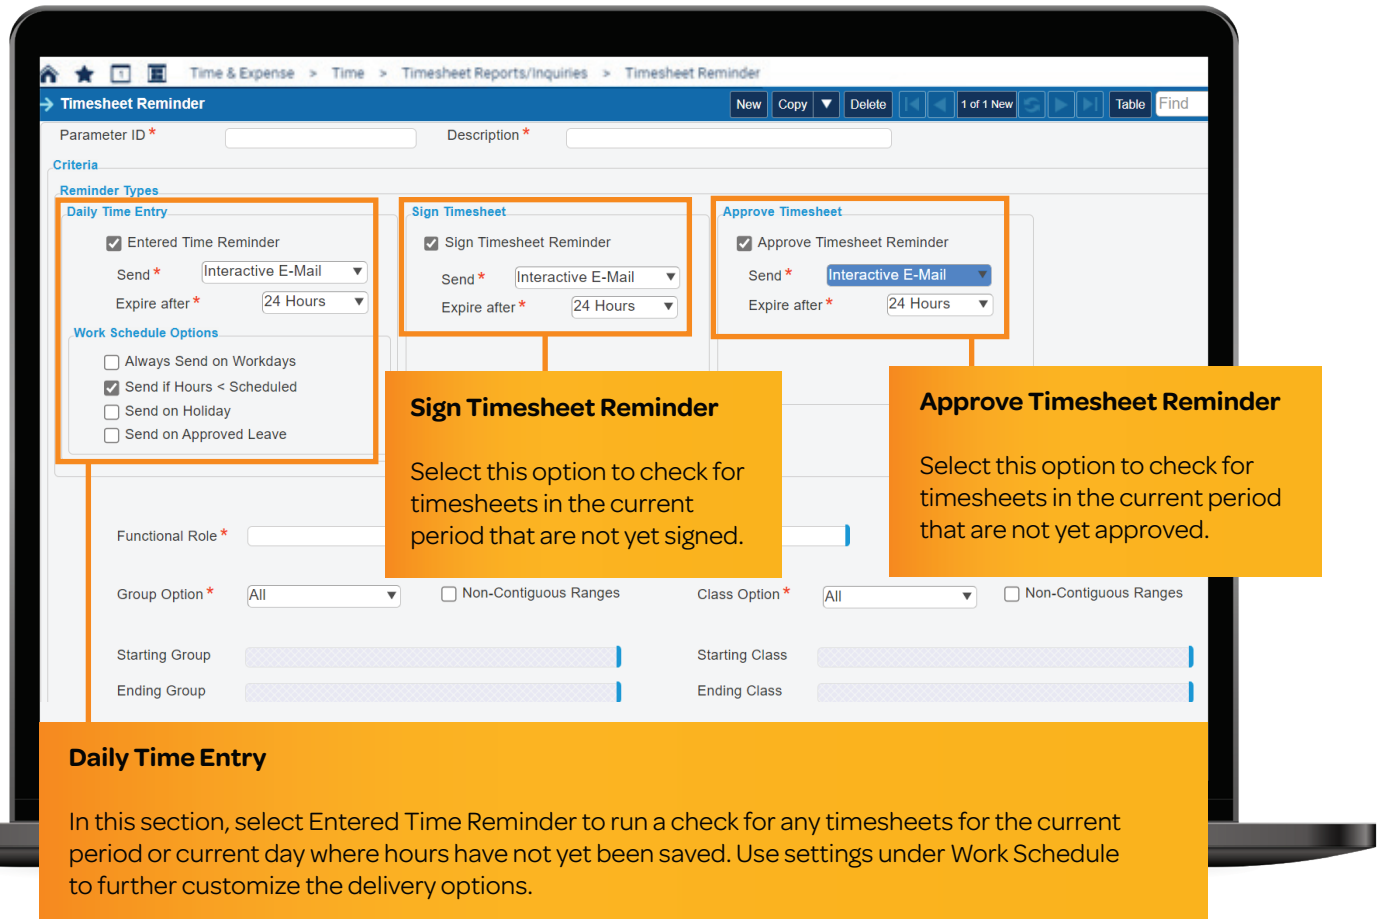 1
Time & Expense > Time > Timesheet Reports/Inquiries > Timesheet Reminder
Timesheet Reminder
New Copy Delete 1 of 1 New Table Find
Parameter ID * Description *
Criteria
Reminder Types
Daily Time Entry
Entered Time Reminder
Send * Interactive E-Mail
Expire after * 24 Hours
Work Schedule Options
Always Send on Workdays
Send if Hours < Scheduled
Send on Holiday
Send on Approved Leave
Sign Timesheet
Sign Timesheet Reminder
Send * Interactive E-Mail
Expire after * 24 Hours
Approve Timesheet
Approve Timesheet Reminder
Send * Interactive E-Mail
Expire after * 24 Hours
Sign Timesheet Reminder
Select this option to check for
timesheets in the current
period that are not yet signed.
Approve Timesheet Reminder
Select this option to check for
timesheets in the current period
that are not yet approved.
Functional Role *
Group Option * All Non-Contiguous Ranges Class Option * All Non-Contiguous Ranges
Starting Group Starting Class
Ending Group Ending Class
Daily Time Entry
In this section, select Entered Time Reminder to run a check for any timesheets for the current
period or current day where hours have not yet been saved. Use settings under Work Schedule
to further customize the delivery options.